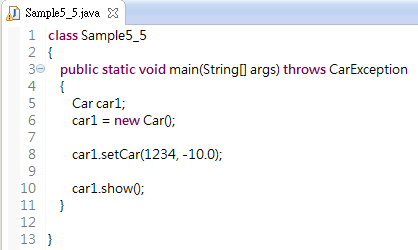 Sample5_5.java
1 class Sample5_5
2 {
3 public static void main(String[] args) throws CarException
4 {
5 Car car1;
6 car1 = new Car();
7
8 car1.setCar(1234, -10.0);
9
10 car1.show();
11 }
12
13 }